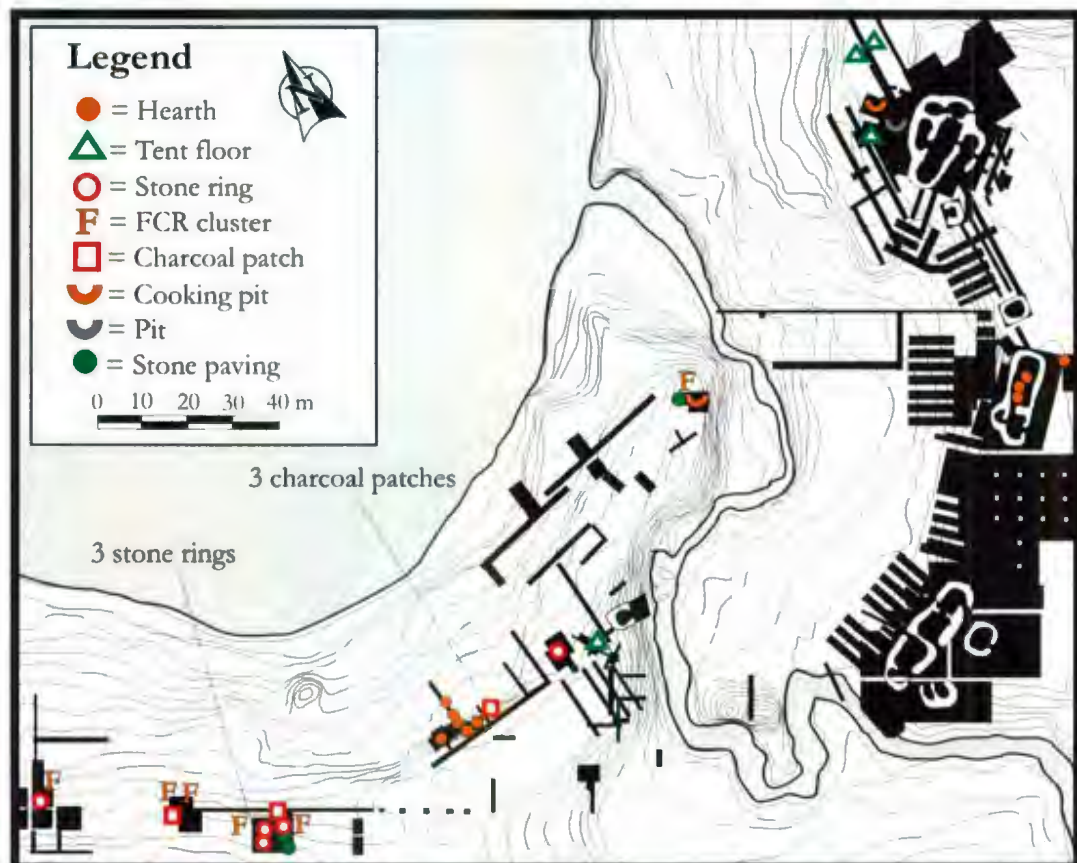 Legend
N
= Hearth
= Tent floor
= Stone ring
F = FCR cluster
= Charcoal patch
= Cooking pit
= Pit
= Stone paving
0 10 20 30 40 m
F
3 charcoal patches
3 stone rings
F
F F
F F